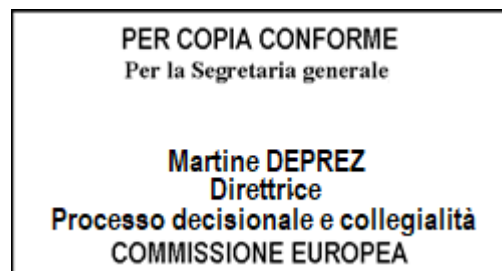 PER COPIA CONFORME
Per la Segretaria generale
Martine DEPREZ
Direttrice
Processo decisionale e collegialità
COMMISSIONE EUROPEA